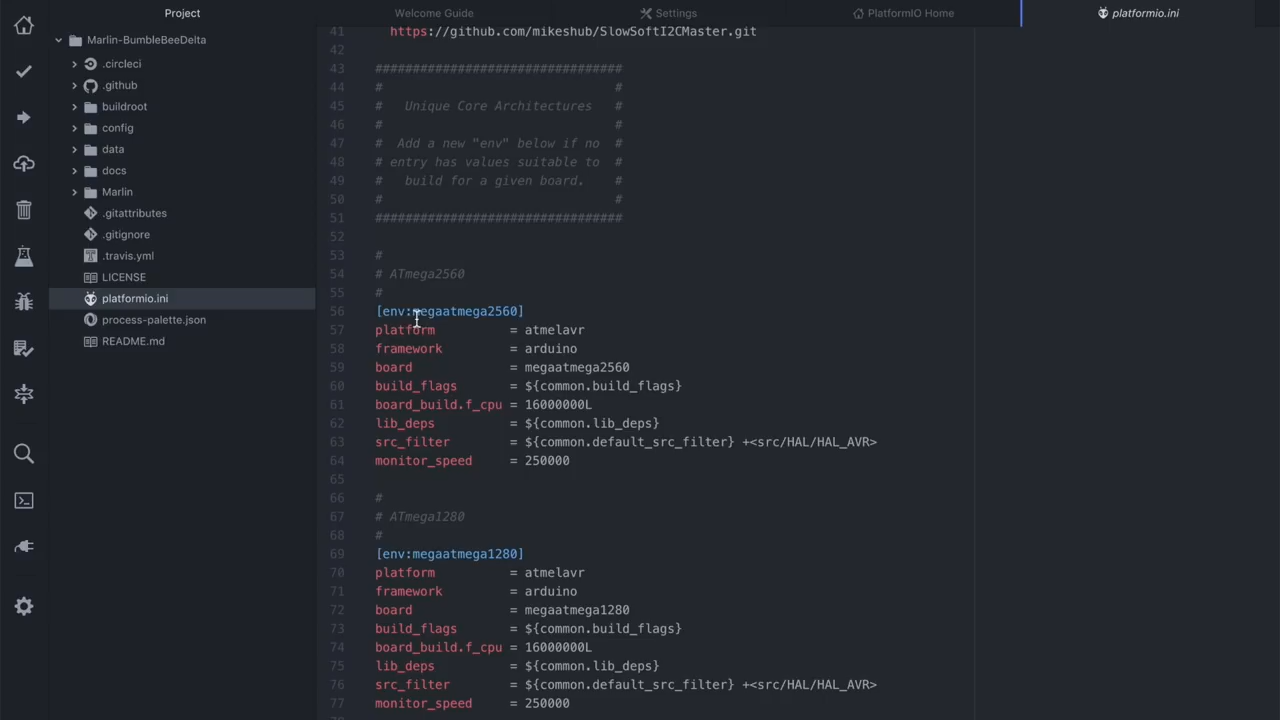 Project
Welcome Guide
Settings
PlatformIO Home
platformio.ini
Marlin-BumbleBeeDelta
.circleci
.github
buildroot
config
data
docs
Marlin
.gitattributes
.gitignore
.travis.yml
LICENSE
platformio.ini
process-palette.json
README.md
41 https://github.com/mikeshub/SlowSoftI2CMaster.git
42
43 #################################
44 # #
45 # Unique Core Architectures #
46 # #
47 # Add a new "env" below if no #
48 # entry has values suitable to #
49 # build for a given board. #
50 # #
51 #################################
52
53 #
54 # ATmega2560
55 #
56 [env:megaatmega2560]
57 platform = atmelavr
58 framework = arduino
59 board = megaatmega2560
60 build_flags = ${common.build_flags}
61 board_build.f_cpu = 16000000L
62 lib_deps = ${common.lib_deps}
63 src_filter = ${common.default_src_filter} +<src/HAL/HAL_AVR>
64 monitor_speed = 250000
65
66 #
67 # ATmega1280
68 #
69 [env:megaatmega1280]
70 platform = atmelavr
71 framework = arduino
72 board = megaatmega1280
73 build_flags = ${common.build_flags}
74 board_build.f_cpu = 16000000L
75 lib_deps = ${common.lib_deps}
76 src_filter = ${common.default_src_filter} +<src/HAL/HAL_AVR>
77 monitor_speed = 250000